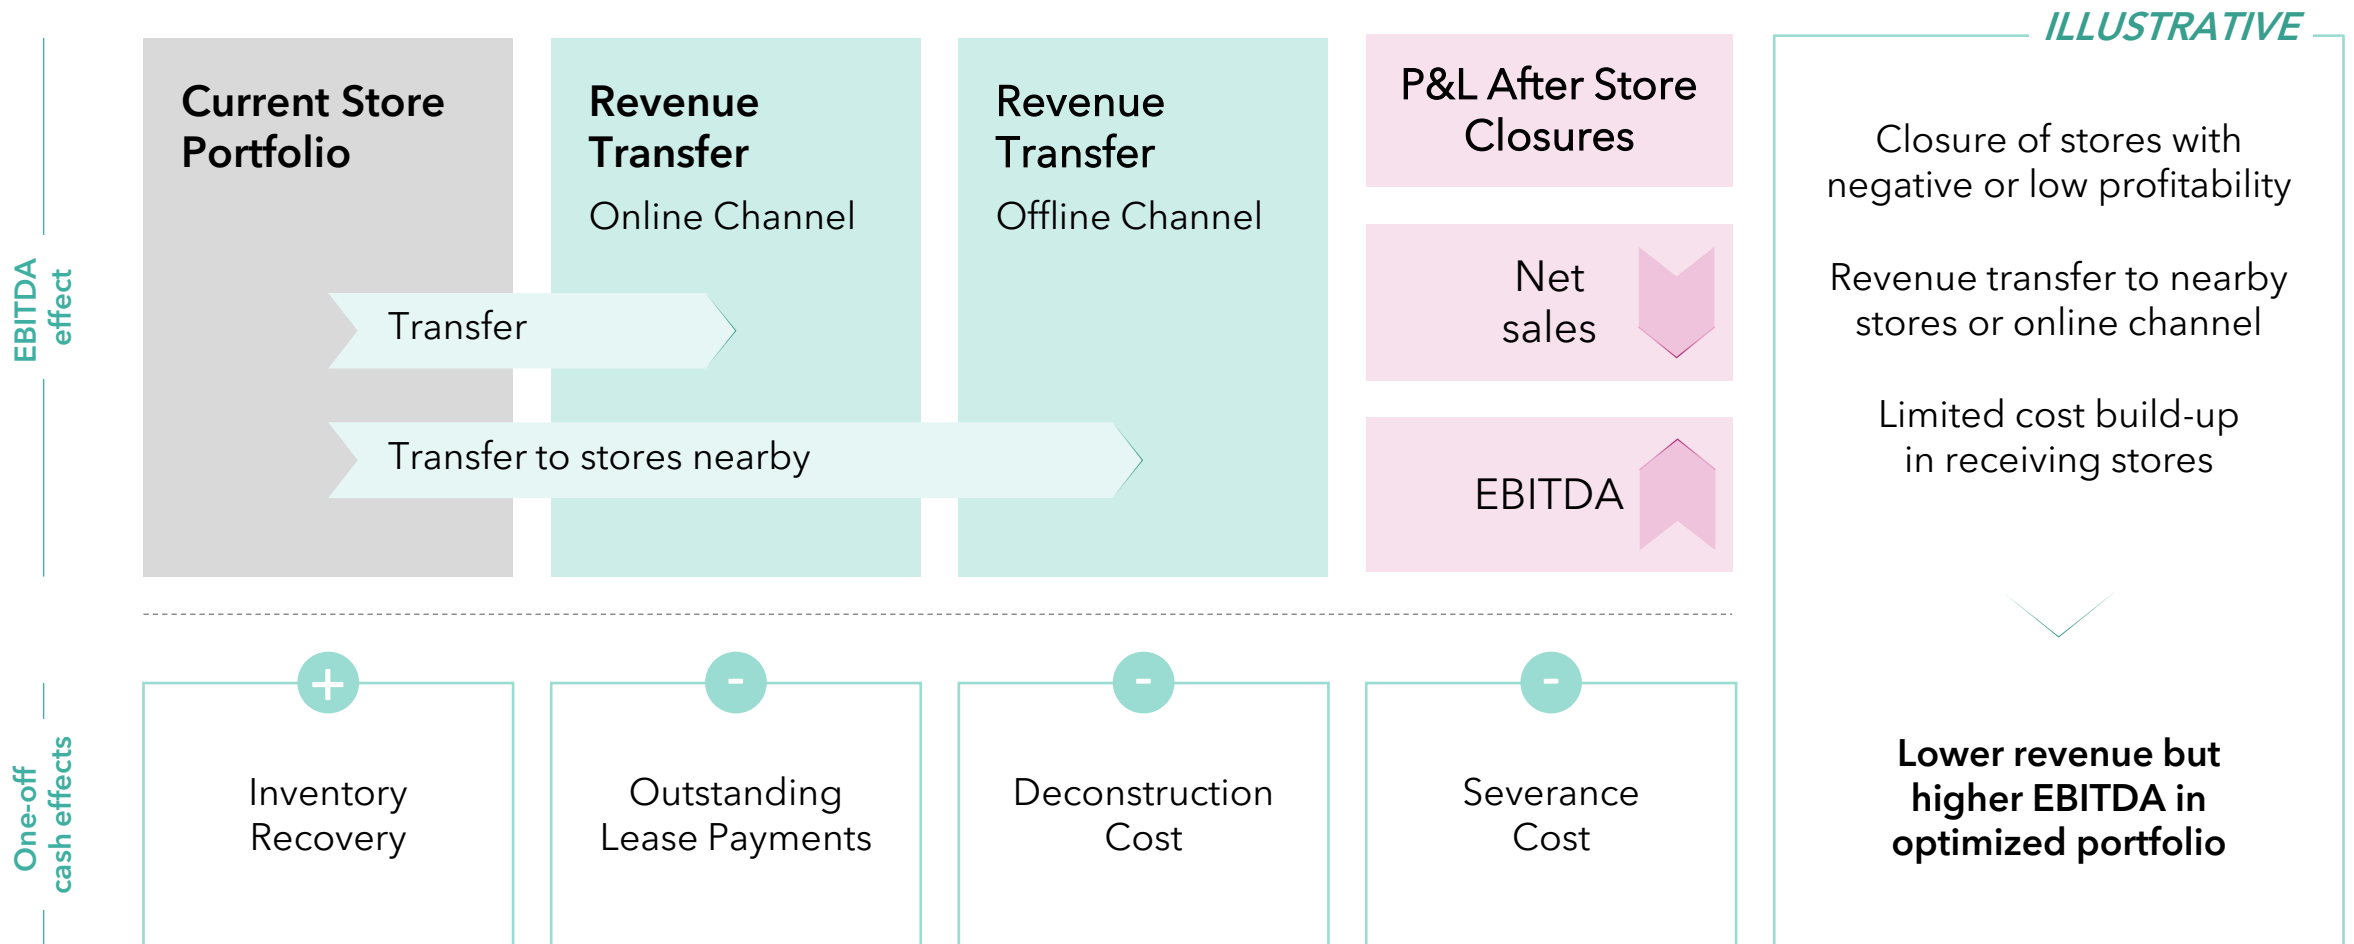 ILLUSTRATIVE
EBITDA
effect
Current Store
Portfolio
Revenue
Transfer
Online Channel
Revenue
Transfer
Offline Channel
Transfer
Transfer to stores nearby
P&L After Store
Closures
Net
sales
EBITDA
Closure of stores with
negative or low profitability
Revenue transfer to nearby
stores or online channel
Limited cost build-up
in receiving stores
Lower revenue but
higher EBITDA in
optimized portfolio
One-off
cash effects
+
Inventory
Recovery
-
Outstanding
Lease Payments
-
Deconstruction
Cost
-
Severance
Cost